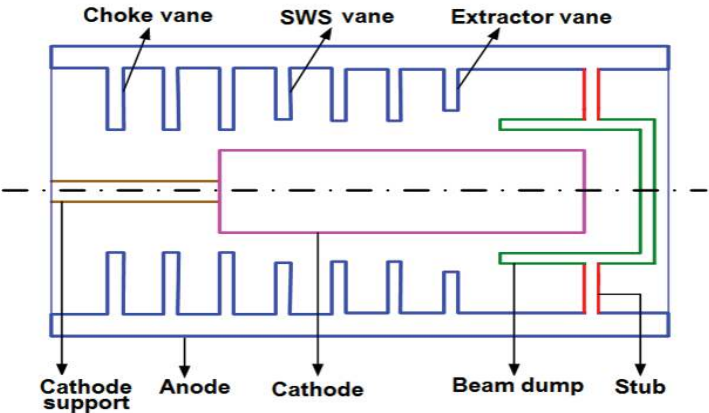 Choke vane SWS vane Extractor vane
Cathode support Anode Cathode Beam dump Stub